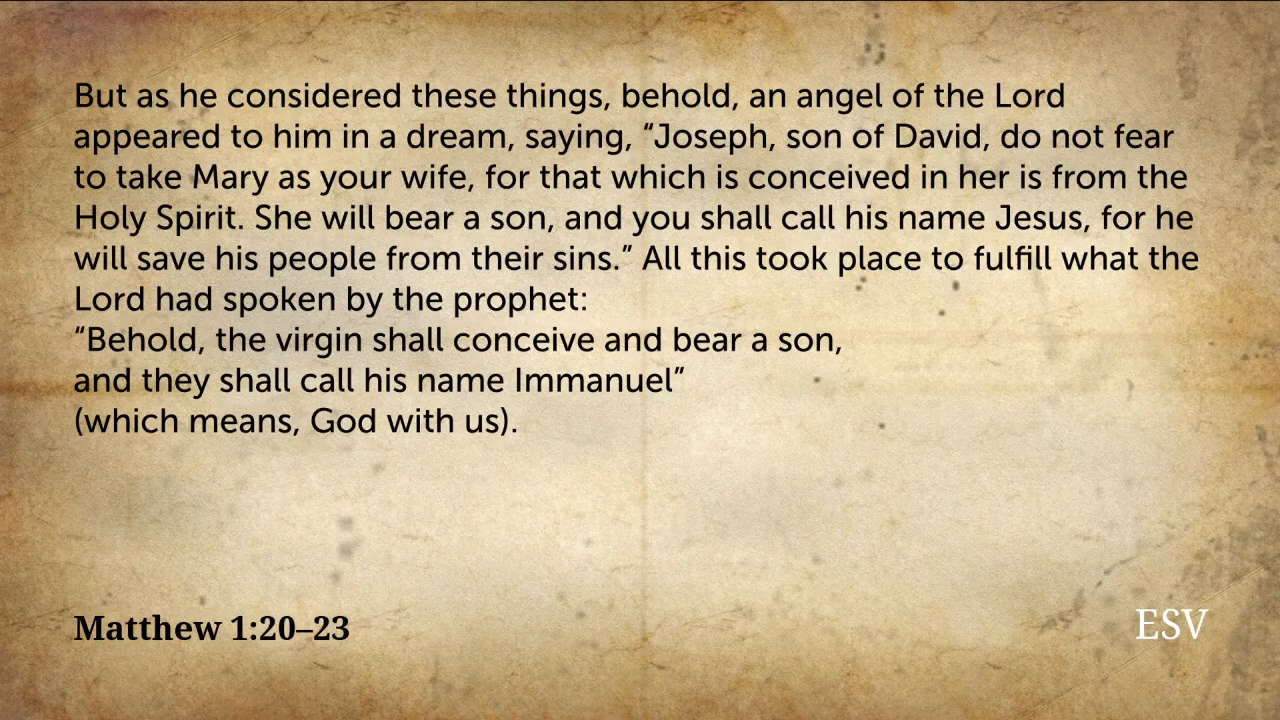 But as he considered these things, behold, an angel of the Lord
appeared to him in a dream, saying, “Joseph, son of David, do not fear
to take Mary as your wife, for that which is conceived in her is from the
Holy Spirit. She will bear a son, and you shall call his name Jesus, for he
will save his people from their sins.” All this took place to fulfill what the
Lord had spoken by the prophet:
“Behold, the virgin shall conceive and bear a son,
and they shall call his name Immanuel”
(which means, God with us).
Matthew 1:20–23
ESV